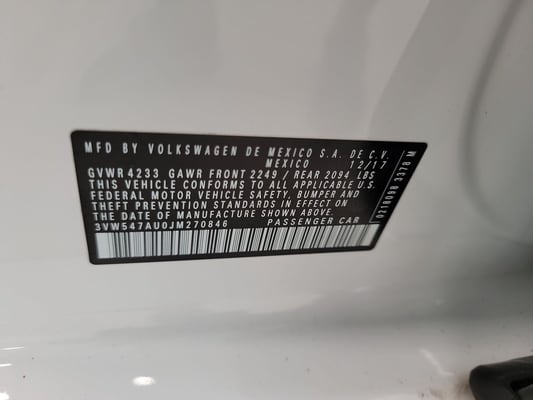 MFD BY VOLKSWAGEN DE MEXICO S.A. DE C.V.
MEXICO 12/17
GVWR 4233 GAWR FRONT 2249 / REAR 2094 LBS
THIS VEHICLE CONFORMS TO ALL APPLICABLE U.S.
FEDERAL MOTOR VEHICLE SAFETY, BUMPER AND
THEFT PREVENTION STANDARDS IN EFFECT ON
THE DATE OF MANUFACTURE SHOWN ABOVE.
3VW547AU0JM270846 PASSENGER CAR